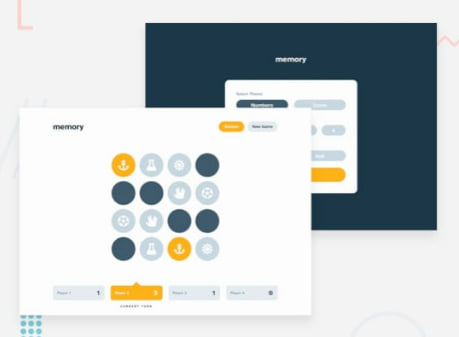 memory
Select Theme
Numbers Icons
4
memory
Restart New Game
Player 1 1 Player 2 3 Player 3 1 Player 4 0
CURRENT TURN